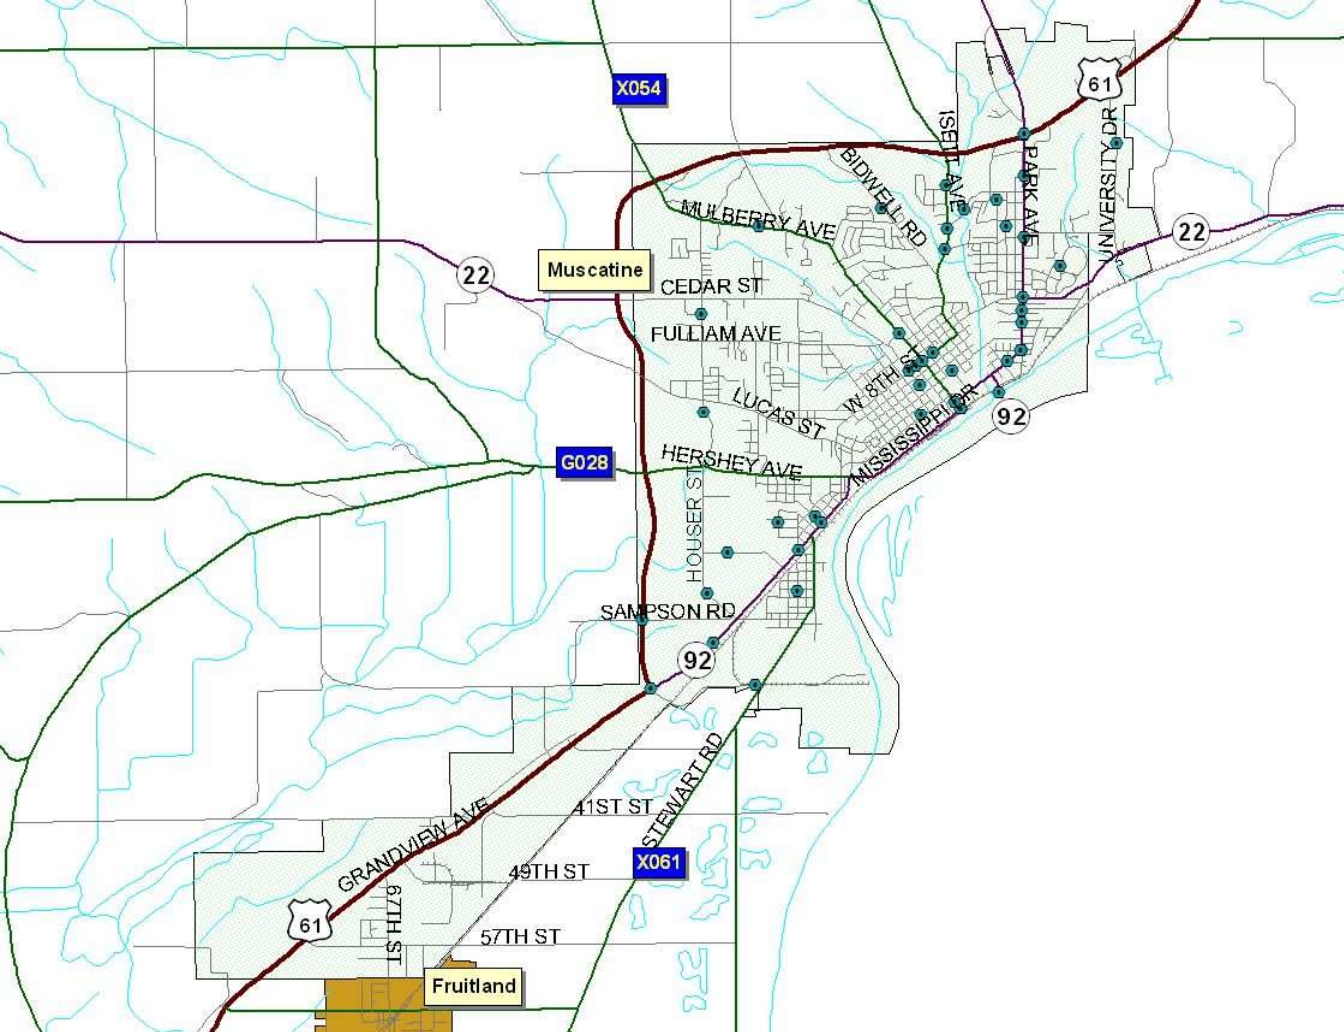 X054
61
ISETT AVE
PARK AVE
UNIVERSITY DR
BIDWELL RD
MULBERRY AVE
22
22
Muscatine
CEDAR ST
FULLIAM AVE
W 8TH ST
LUCAS ST
MISSISSIPPI DR
92
HERSHEY AVE
G028
HOUSER ST
SAMPSON RD
92
STEWART RD
41ST ST
GRANDVIEW AVE
X061
49TH ST
67TH ST
61
57TH ST
Fruitland